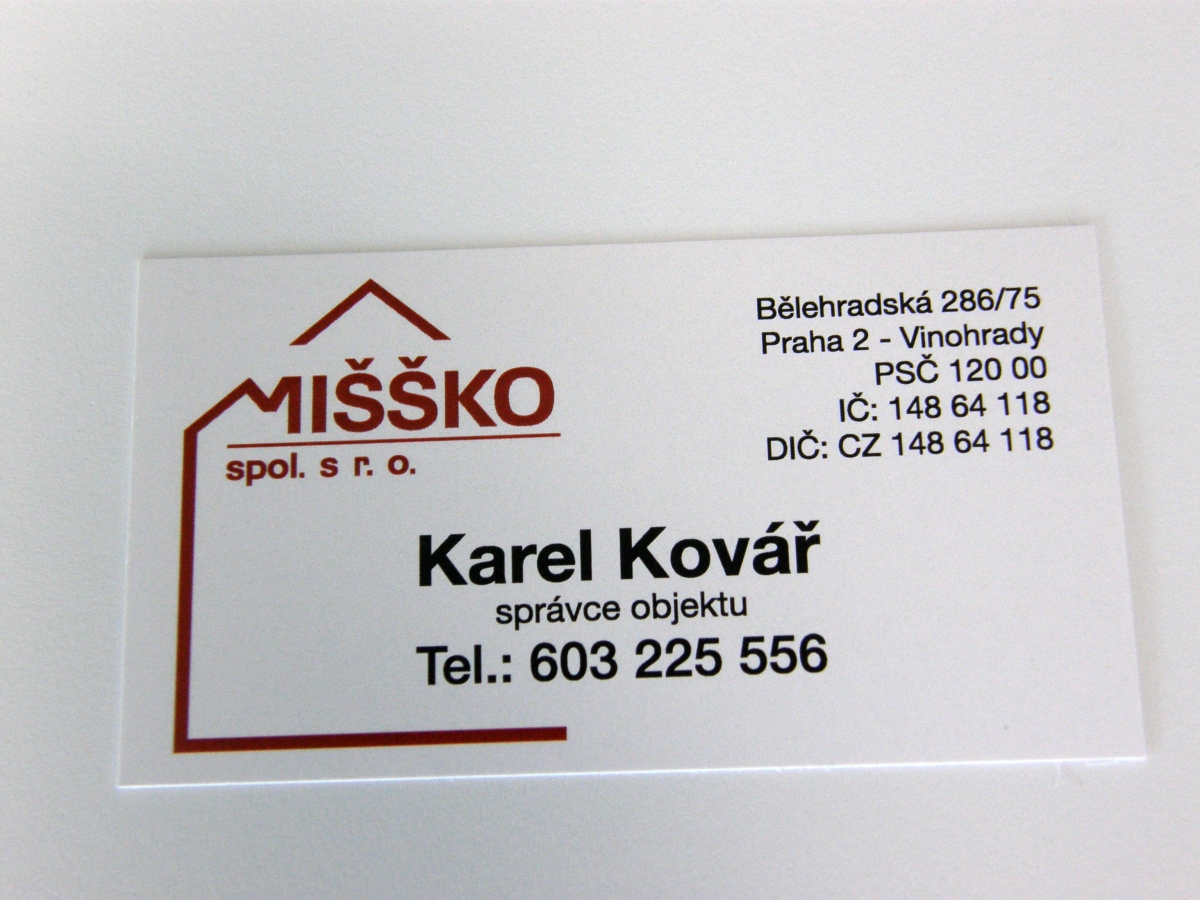 MIŠŠKO
spol. s r. o.
Bělehradská 286/75
Praha 2 - Vinohrady
PSČ 120 00
IČ: 148 64 118
DIČ: CZ 148 64 118
Karel Kovář
správce objektu
Tel.: 603 225 556